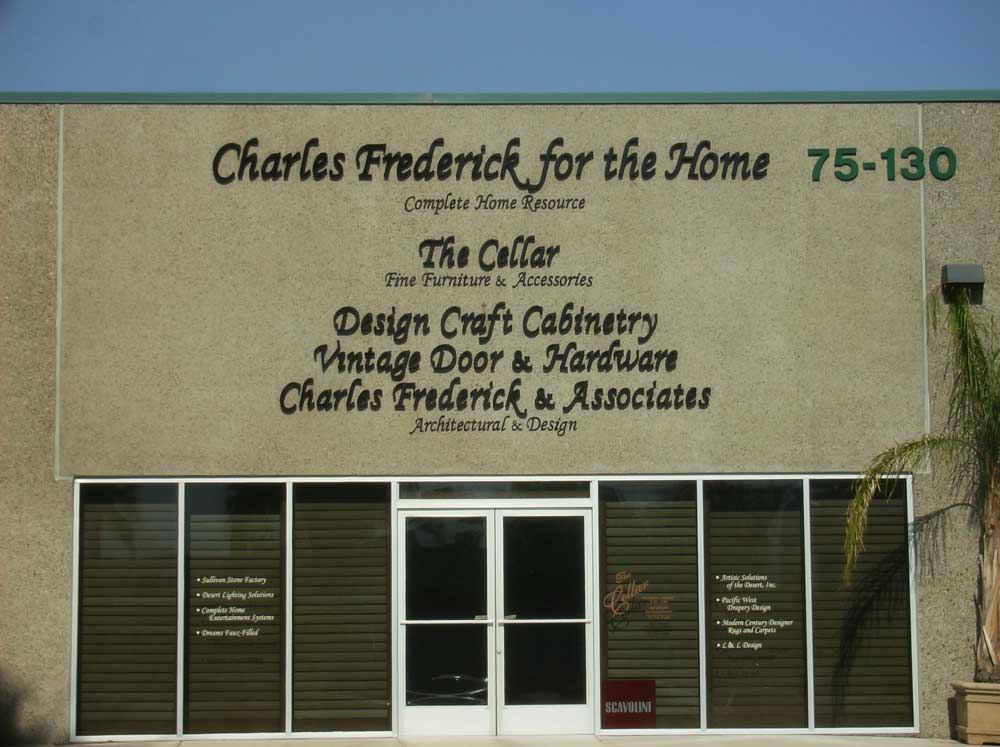 Charles Frederick for the Home 75-130
Complete Home Resource
The Cellar
Fine Furniture & Accessories
Design Craft Cabinetry
Vintage Door & Hardware
Charles Frederick & Associates
Architectural & Design
• Sullivan Stone Factory
• Desert Lighting Solutions
• Complete Home
Entertainment Systems
• Dreams Faux-Filled
The
Cellar
SCAVOLINI
• Artistic Solutions
of the Desert, Inc.
• Pacific West
Drapery Design
• Modern Century Designer
Rugs and Carpets
• L & L Design